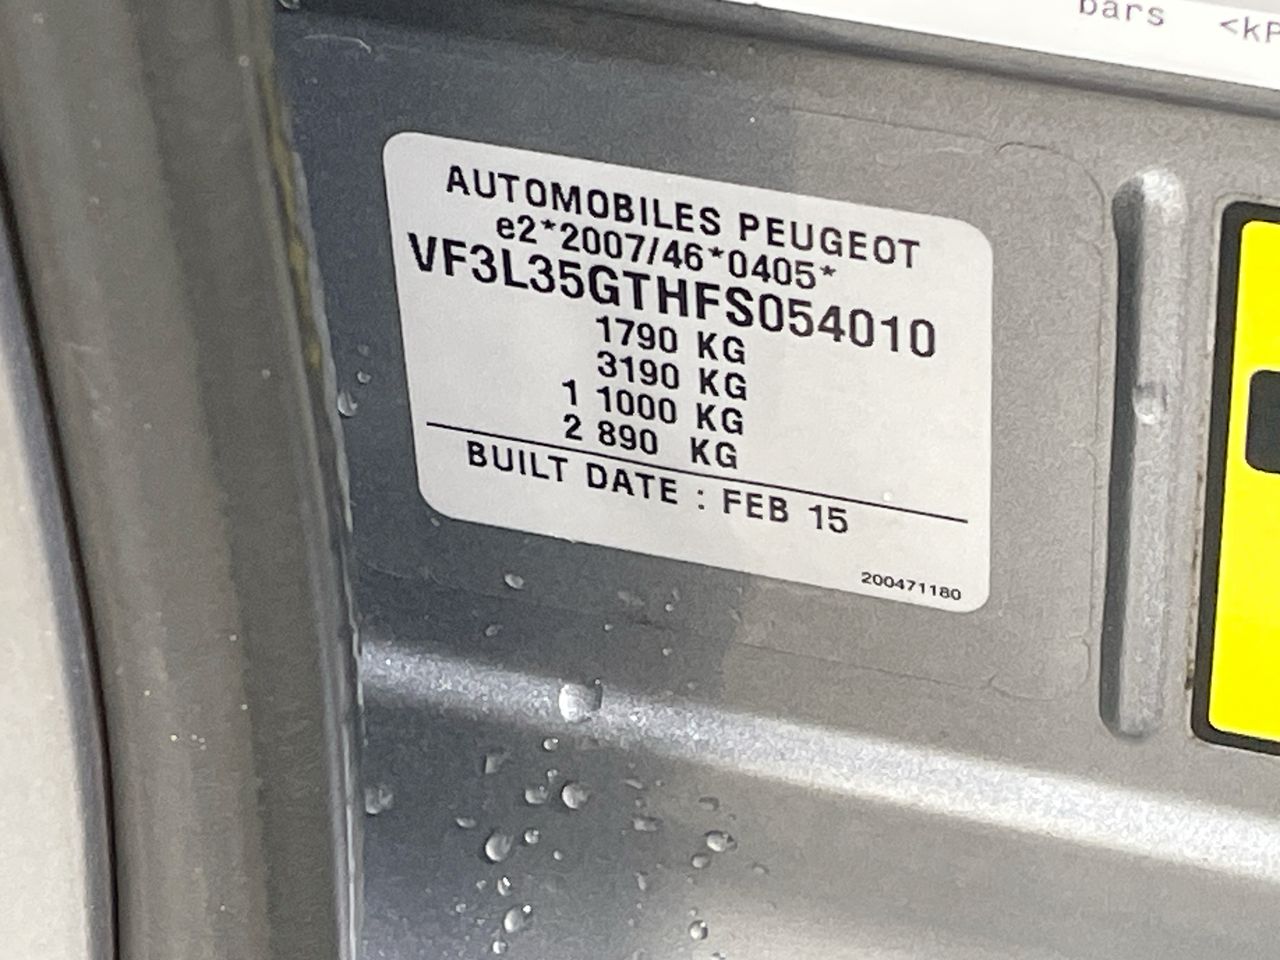 bars <kP
AUTOMOBILES PEUGEOT
e2*2007/46*0405*
VF3L35GTHFS054010
1790 KG
3190 KG
1 1000 KG
2 890 KG
BUILT DATE : FEB 15
200471180